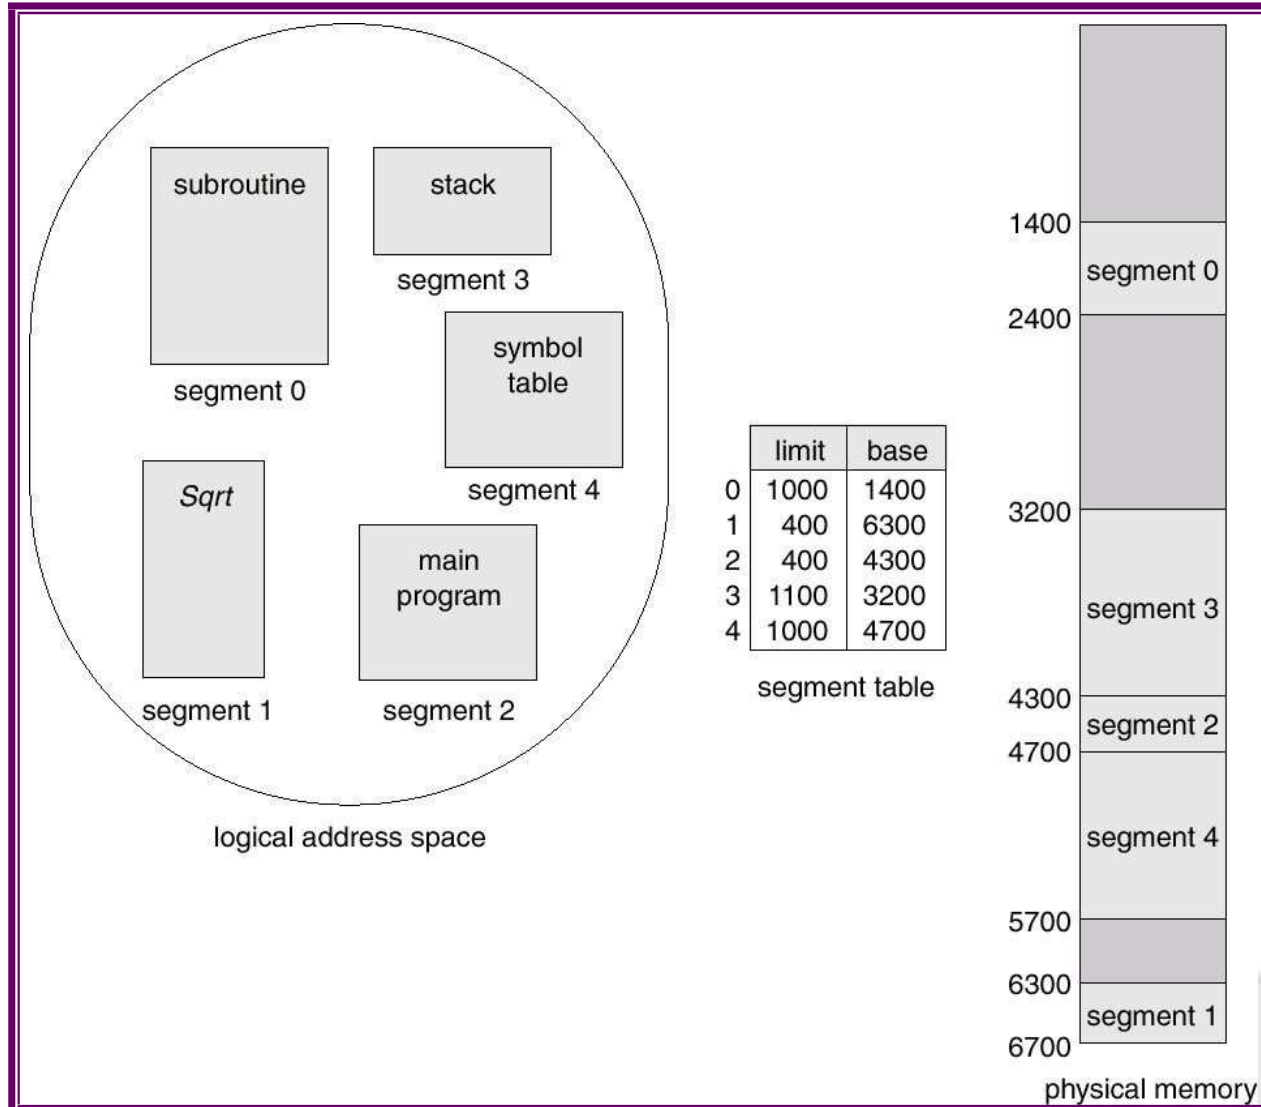 subroutine
segment 0
stack
segment 3
symbol
table
segment 4
Sqrt
segment 1
main
program
segment 2
logical address space
limit base
0 1000 1400
1 400 6300
2 400 4300
3 1100 3200
4 1000 4700
segment table
1400
segment 0
2400
3200
segment 3
4300
segment 2
4700
segment 4
5700
6300
segment 1
6700
physical memory